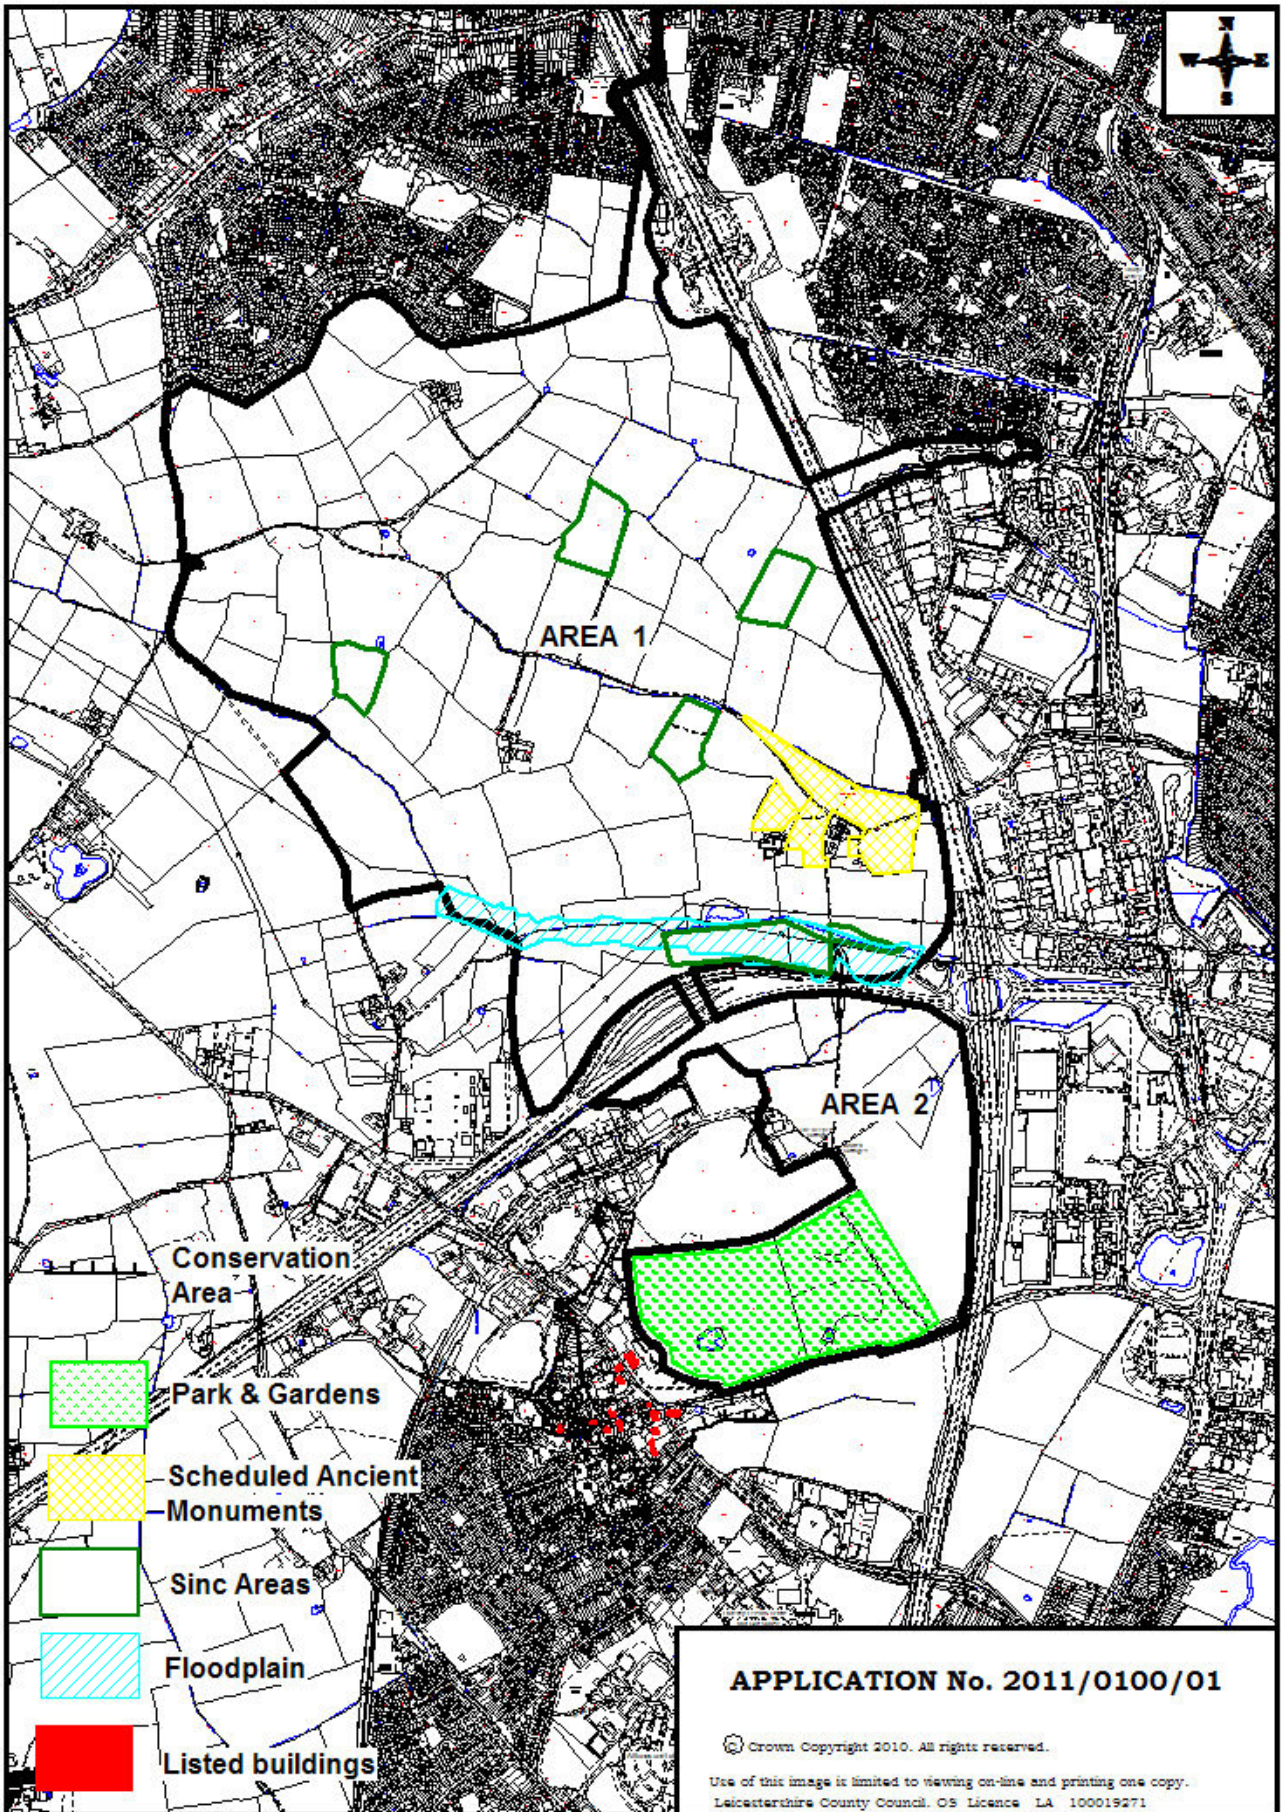 N
W E
S
AREA 1
AREA 2
Conservation
Area
Park & Gardens
Scheduled Ancient
Monuments
Sinc Areas
Floodplain
Listed buildings
APPLICATION No. 2011/0100/01
© Crown Copyright 2010. All rights reserved.
Use of this image is limited to viewing on-line and printing one copy.
Leicestershire County Council. OS Licence LA 100019271